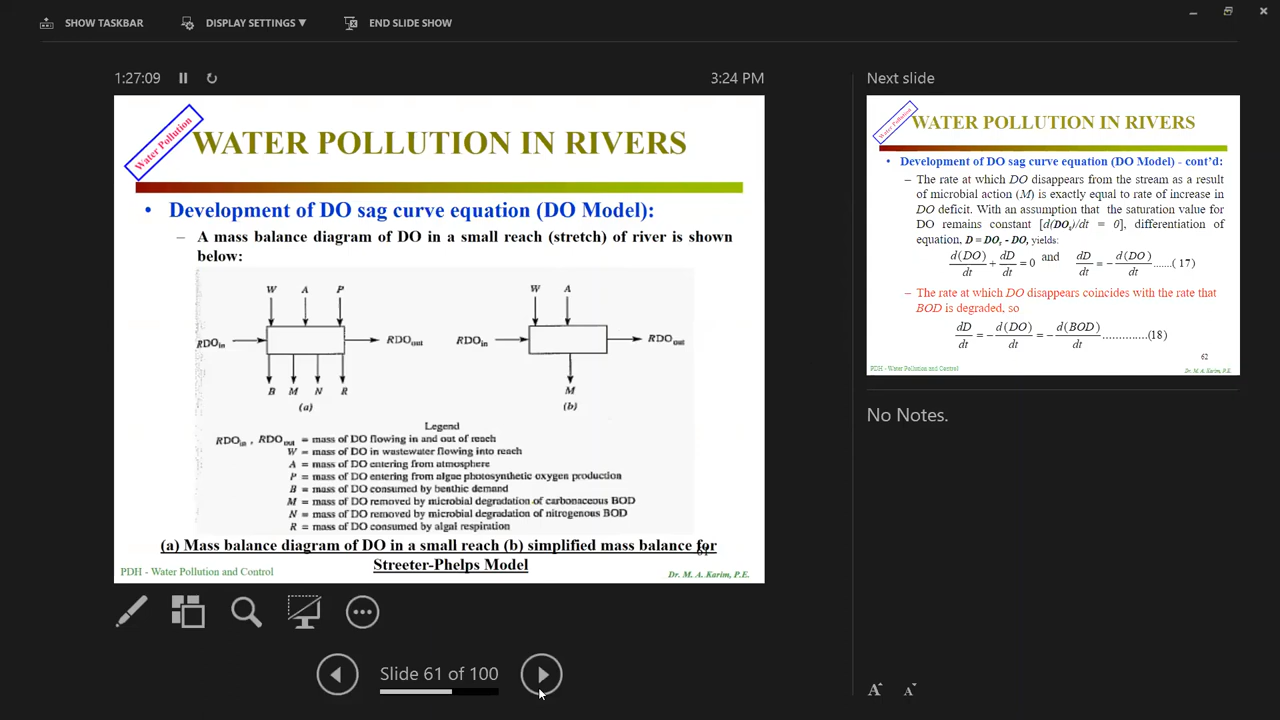 SHOW TASKBAR
DISPLAY SETTINGS ▼
END SLIDE SHOW
1:27:09
3:24 PM
Water Pollution
WATER POLLUTION IN RIVERS
• Development of DO sag curve equation (DO Model):
– A mass balance diagram of DO in a small reach (stretch) of river is shown
below:
W A P
RDOin RDOout
B M N R
(a)
W A
RDOin RDOout
M
(b)
Legend
RDOin , RDOout = mass of DO flowing in and out of reach
W = mass of DO in wastewater flowing into reach
A = mass of DO entering from atmosphere
P = mass of DO entering from algae photosynthetic oxygen production
B = mass of DO consumed by benthic demand
M = mass of DO removed by microbial degradation of carbonaceous BOD
N = mass of DO removed by microbial degradation of nitrogenous BOD
R = mass of DO consumed by algal respiration
(a) Mass balance diagram of DO in a small reach (b) simplified mass balance for
Streeter-Phelps Model
61
PDH - Water Pollution and Control
Dr. M. A. Karim, P.E.
Slide 61 of 100
Next slide
Water Pollution
WATER POLLUTION IN RIVERS
• Development of DO sag curve equation (DO Model) - cont'd:
– The rate at which DO disappears from the stream as a result
of microbial action (M) is exactly equal to rate of increase in
DO deficit. With an assumption that the saturation value for
DO remains constant [d(DOs)/dt = 0], differentiation of
equation, D = DOs - DO, yields:
d(DO)/dt + dD/dt = 0 and dD/dt = - d(DO)/dt .......( 17)
– The rate at which DO disappears coincides with the rate that
BOD is degraded, so
dD/dt = - d(DO)/dt = - d(BOD)/dt ..............(18)
62
PDH - Water Pollution and Control
Dr. M. A. Karim, P.E.
No Notes.
A A